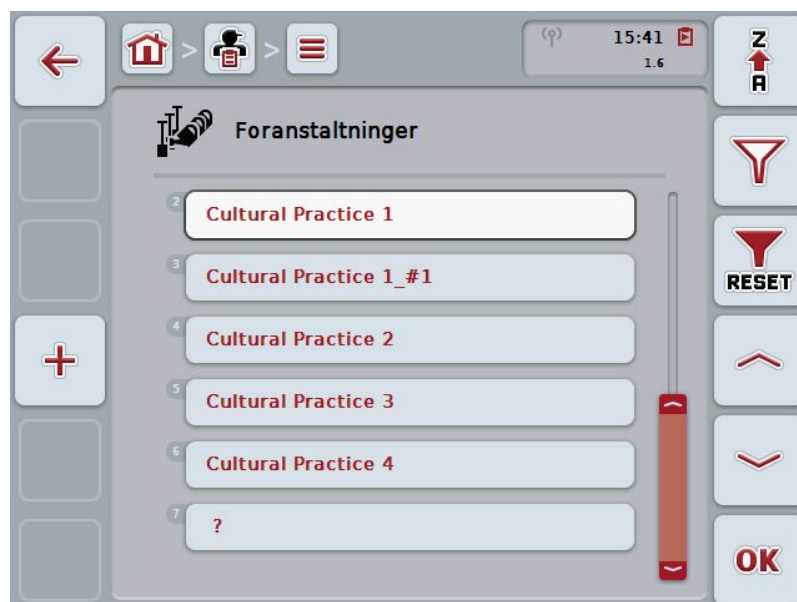 15:41
1.6
Z
A
Foranstaltninger
2 Cultural Practice 1
3 Cultural Practice 1_#1
RESET
4 Cultural Practice 2
5 Cultural Practice 3
6 Cultural Practice 4
7 ?
OK